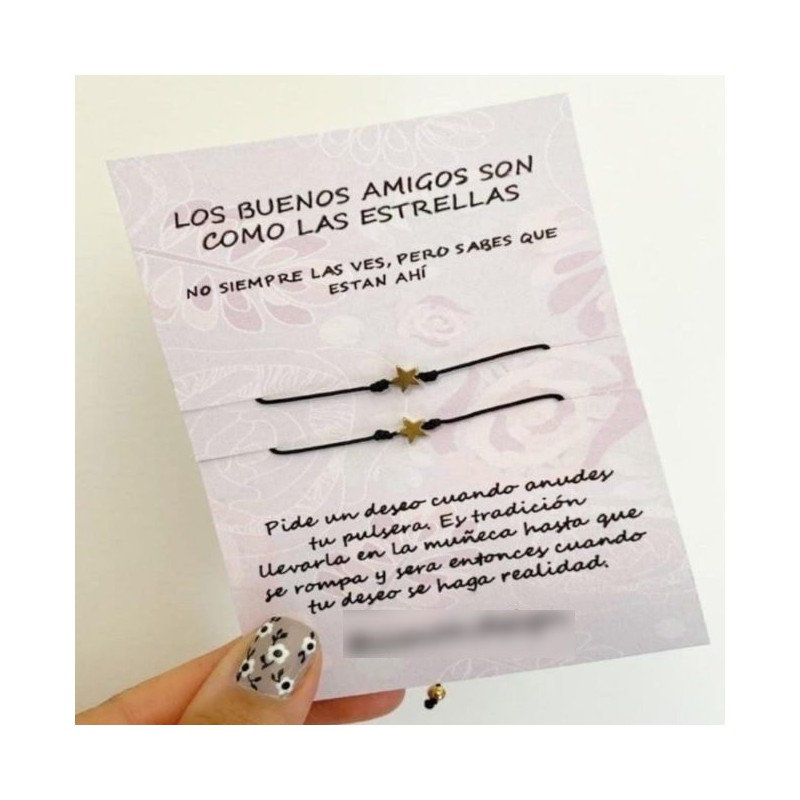 LOS BUENOS AMIGOS SON
COMO LAS ESTRELLAS
NO SIEMPRE LAS VES, PERO SABES QUE
ESTAN AHÍ
Pide un deseo cuando anudes
tu pulsera. Es tradición
llevarla en la muñeca hasta que
se rompa y sera entonces cuando
tu deseo se haga realidad.